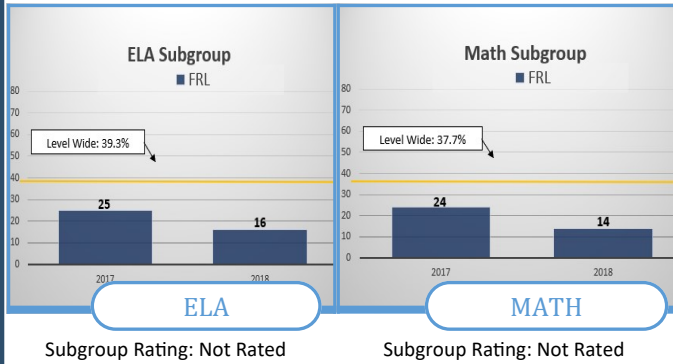 ELA Subgroup
FRL
80
70
60
50
40
30
20
10
0
Level Wide: 39.3%
25
16
2017
2018
ELA
Subgroup Rating: Not Rated
Math Subgroup
FRL
80
70
60
50
40
30
20
10
0
Level Wide: 37.7%
24
14
2017
2018
MATH
Subgroup Rating: Not Rated